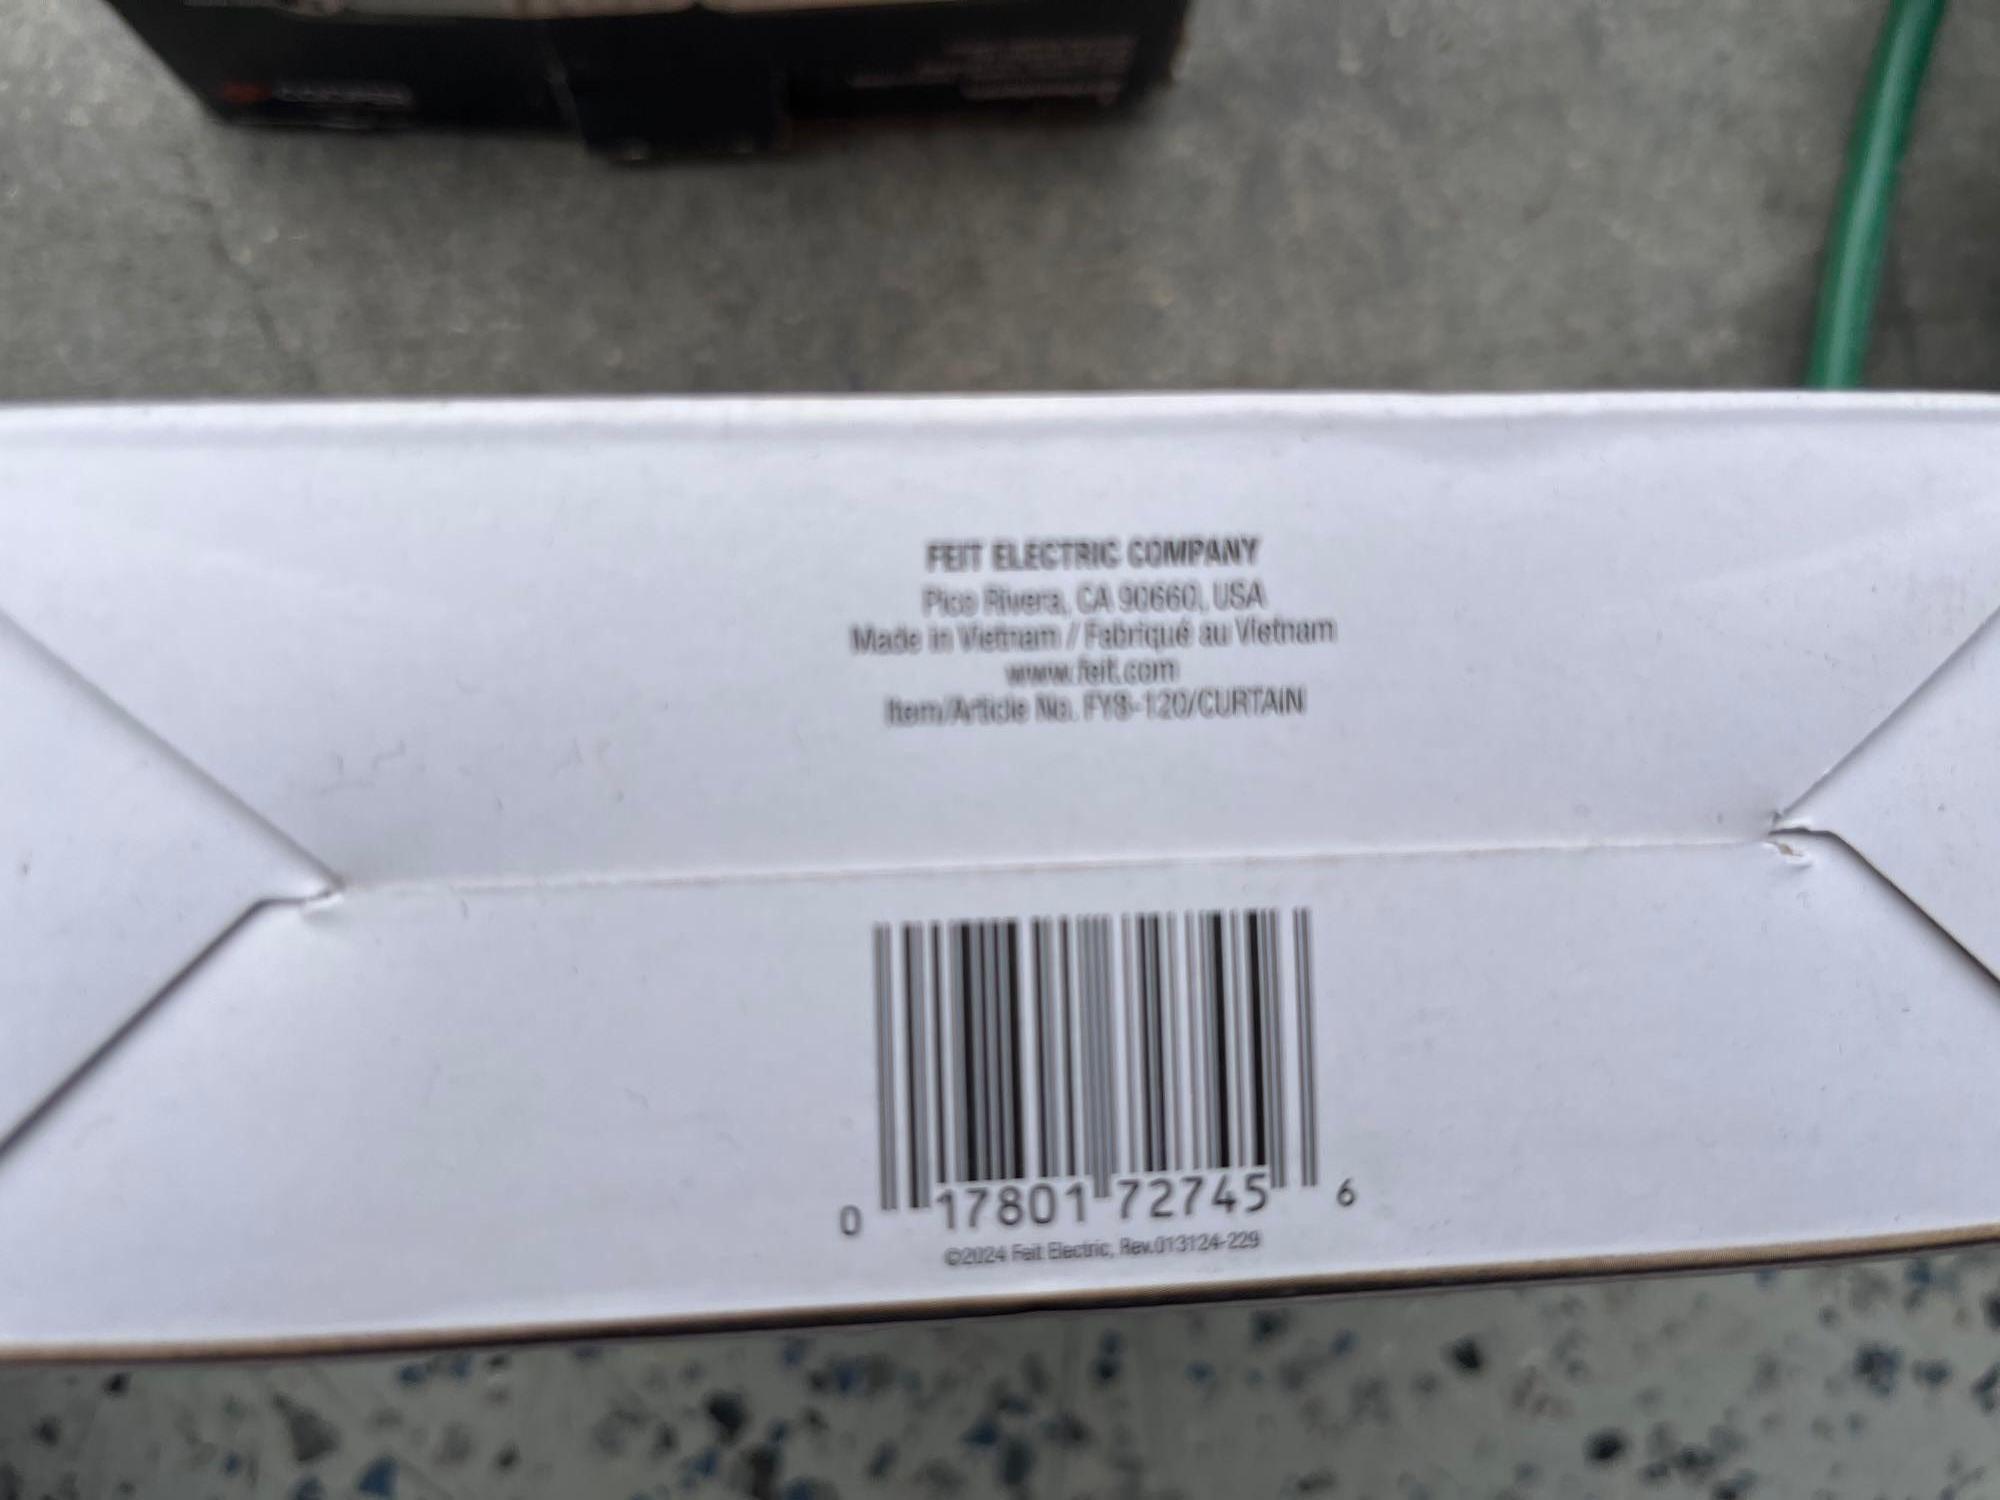 FEIT ELECTRIC COMPANY
Pico Rivera, CA 90660, USA
Made in Vietnam / Fabriqué au Vietnam
www.feit.com
Item/Article No. FY8-120/CURTAIN
0 17801 72745 6
©2024 Feit Electric, Rev.013124-229